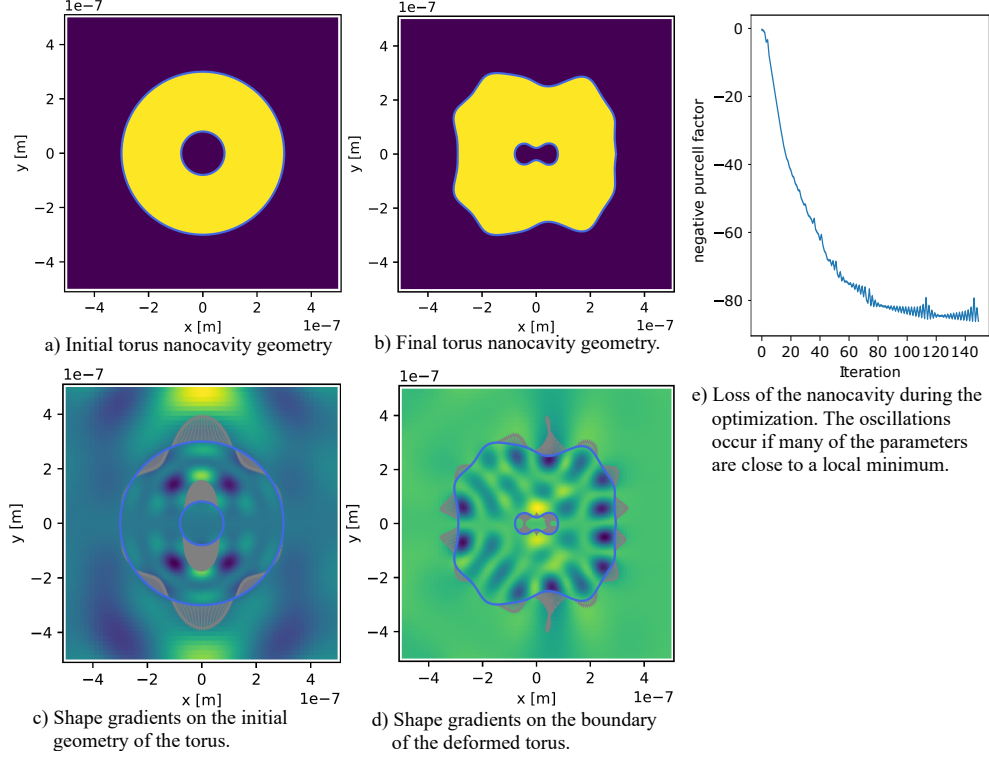 1e-7
4
2
0
−2
−4
y [m]
−4 −2 0 2 4
x [m]
1e-7
a) Initial torus nanocavity geometry
1e-7
4
2
0
−2
−4
y [m]
−4 −2 0 2 4
x [m]
1e-7
b) Final torus nanocavity geometry.
0
−20
−40
−60
−80
negative purcell factor
0 20 40 60 80 100 120 140
Iteration
e) Loss of the nanocavity during the
optimization. The oscillations
occur if many of the parameters
are close to a local minimum.
1e-7
4
2
0
−2
−4
y [m]
−4 −2 0 2 4
x [m]
1e-7
c) Shape gradients on the initial
geometry of the torus.
1e-7
4
2
0
−2
−4
y [m]
−4 −2 0 2 4
x [m]
1e-7
d) Shape gradients on the boundary
of the deformed torus.